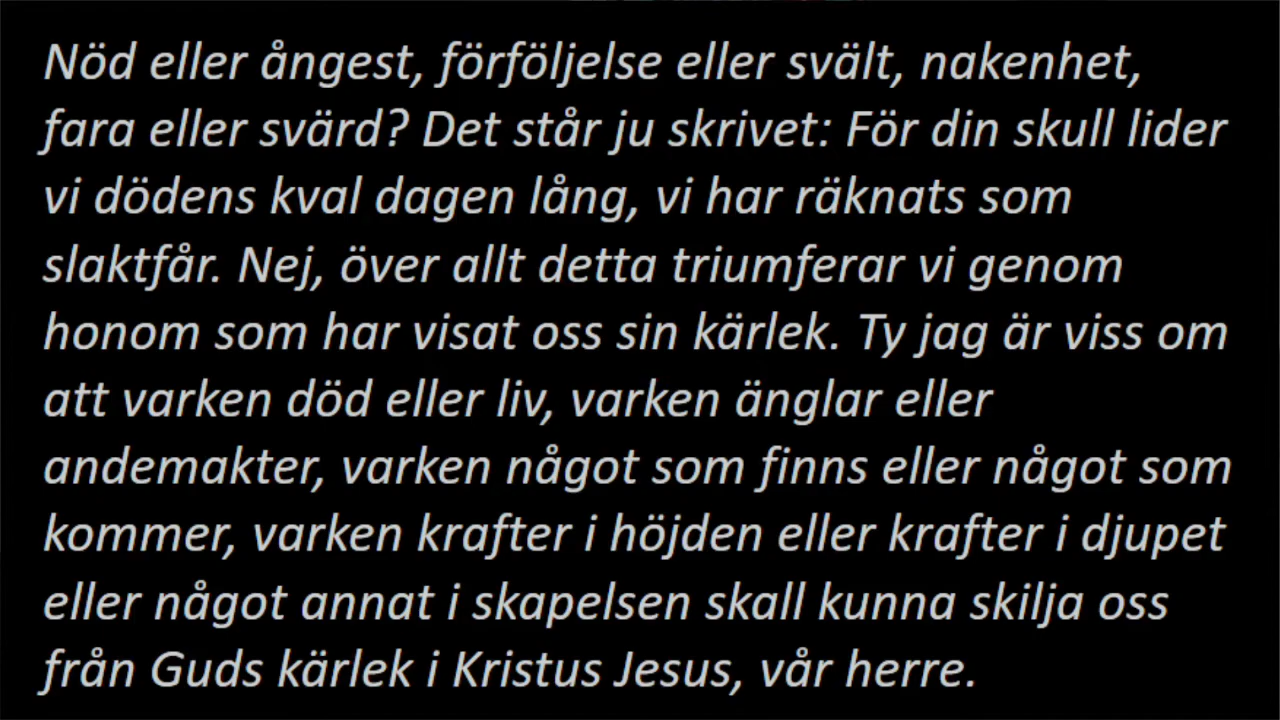 Nöd eller ångest, förföljelse eller svält, nakenhet,
fara eller svärd? Det står ju skrivet: För din skull lider
vi dödens kval dagen lång, vi har räknats som
slaktfår. Nej, över allt detta triumferar vi genom
honom som har visat oss sin kärlek. Ty jag är viss om
att varken död eller liv, varken änglar eller
andemakter, varken något som finns eller något som
kommer, varken krafter i höjden eller krafter i djupet
eller något annat i skapelsen skall kunna skilja oss
från Guds kärlek i Kristus Jesus, vår herre.